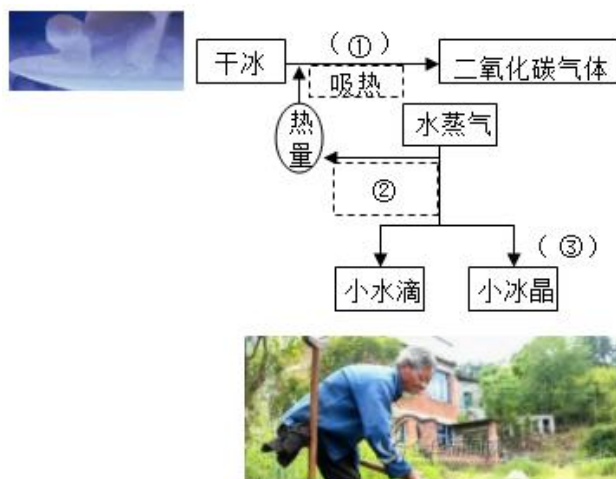 (①)
干冰
二氧化碳气体
吸热
热量
水蒸气
②
(③)
小水滴
小冰晶